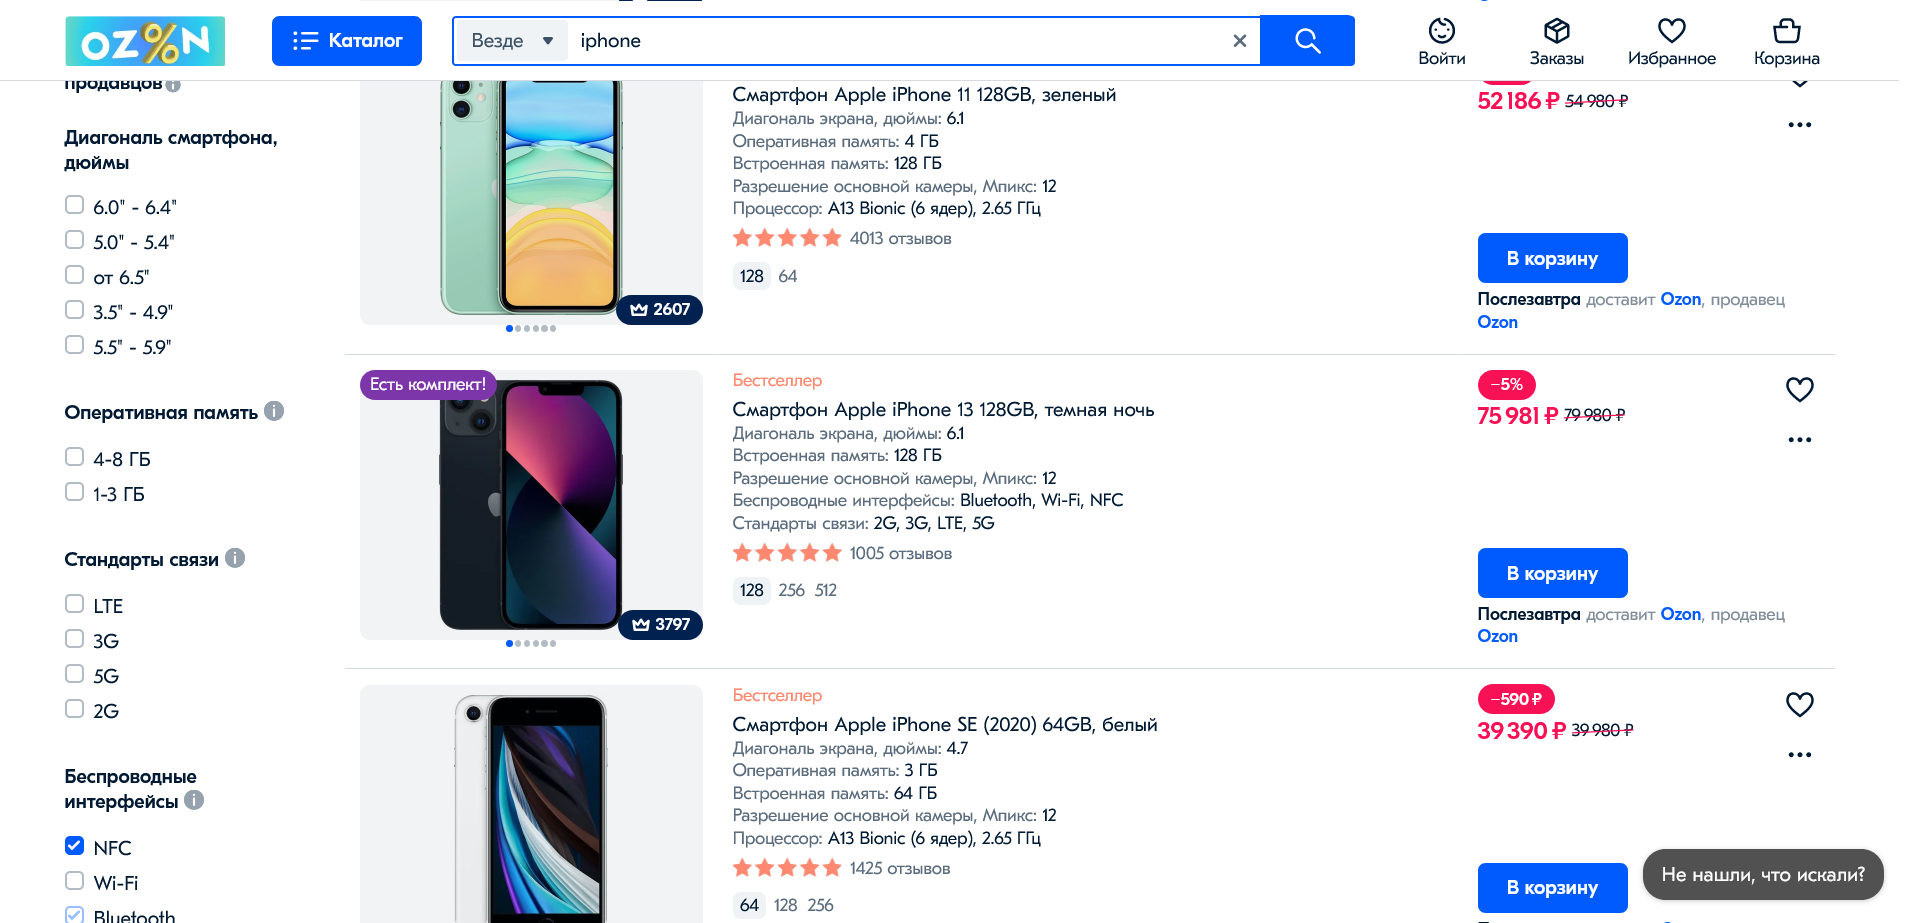 OZ%N
Каталог
Везде
iphone
Войти
Заказы
Избранное
Корзина
продавцов
Диагональ смартфона,
дюймы
6.0" - 6.4"
5.0" - 5.4"
от 6.5"
3.5" - 4.9"
5.5" - 5.9"
Оперативная память
4-8 ГБ
1-3 ГБ
Стандарты связи
LTE
3G
5G
2G
Беспроводные
интерфейсы
NFC
Wi-Fi
Bluetooth
2607
Смартфон Apple iPhone 11 128GB, зеленый
Диагональ экрана, дюймы: 6.1
Оперативная память: 4 ГБ
Встроенная память: 128 ГБ
Разрешение основной камеры, Мпикс: 12
Процессор: A13 Bionic (6 ядер), 2.65 ГГц
4013 отзывов
128 64
52 186 ₽ 54 980 ₽
В корзину
Послезавтра доставит Ozon, продавец
Ozon
Есть комплект!
3797
Бестселлер
Смартфон Apple iPhone 13 128GB, темная ночь
Диагональ экрана, дюймы: 6.1
Встроенная память: 128 ГБ
Разрешение основной камеры, Мпикс: 12
Беспроводные интерфейсы: Bluetooth, Wi-Fi, NFC
Стандарты связи: 2G, 3G, LTE, 5G
1005 отзывов
128 256 512
−5%
75 981 ₽ 79 980 ₽
В корзину
Послезавтра доставит Ozon, продавец
Ozon
Бестселлер
Смартфон Apple iPhone SE (2020) 64GB, белый
Диагональ экрана, дюймы: 4.7
Оперативная память: 3 ГБ
Встроенная память: 64 ГБ
Разрешение основной камеры, Мпикс: 12
Процессор: A13 Bionic (6 ядер), 2.65 ГГц
1425 отзывов
64 128 256
−590 ₽
39 390 ₽ 39 980 ₽
В корзину
Не нашли, что искали?